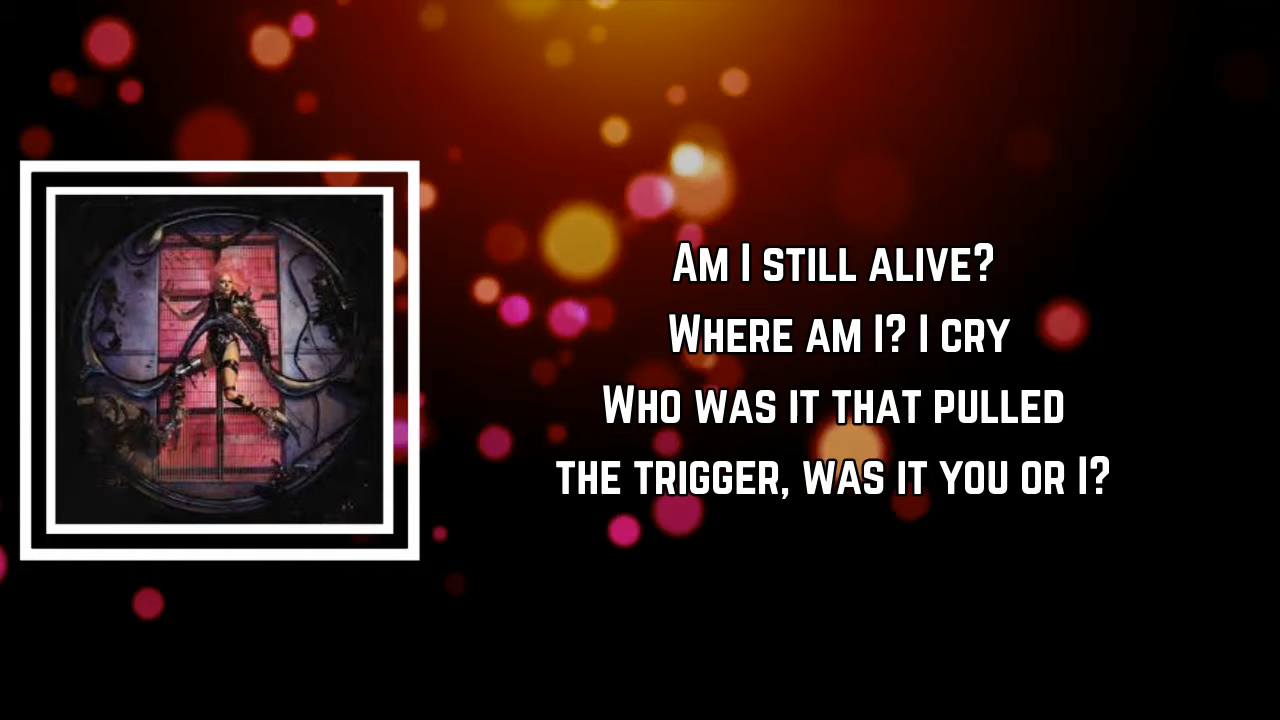 Am I still alive?
Where am I? I cry
Who was it that pulled
the trigger, was it you or I?